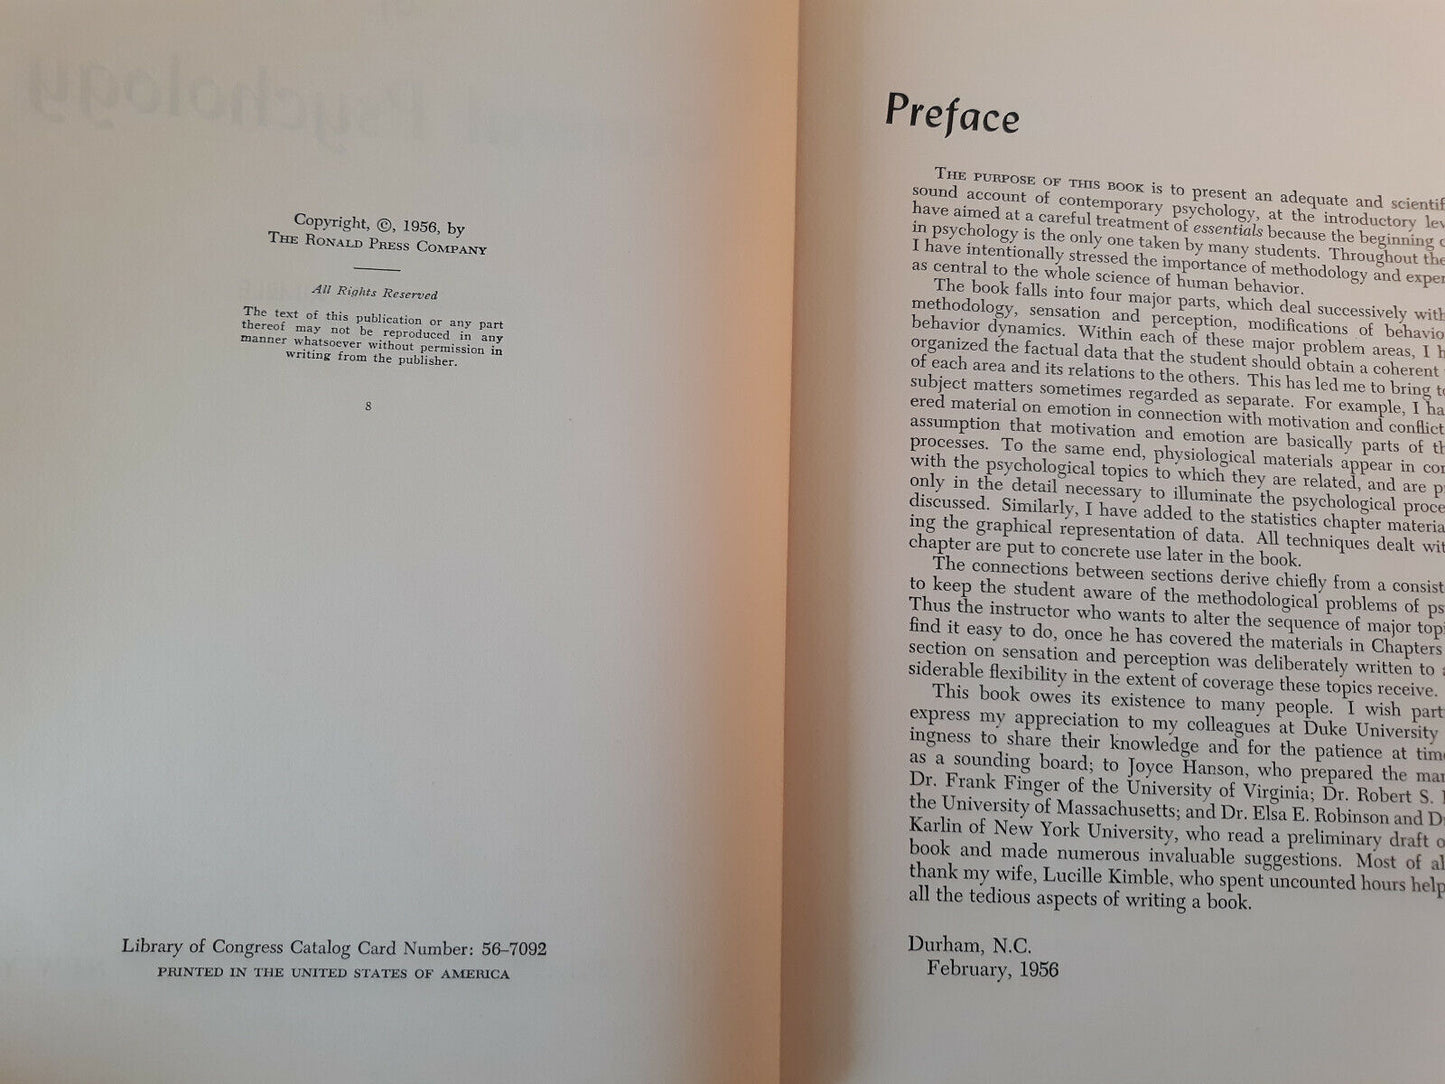 Copyright, ©, 1956, by
THE RONALD PRESS COMPANY
All Rights Reserved
The text of this publication or any part
thereof may not be reproduced in any
manner whatsoever without permission in
writing from the publisher.
8
Library of Congress Catalog Card Number: 56–7092
PRINTED IN THE UNITED STATES OF AMERICA
Preface
THE PURPOSE OF THIS BOOK is to present an adequate and scientif
sound account of contemporary psychology, at the introductory lev
have aimed at a careful treatment of essentials because the beginning c
in psychology is the only one taken by many students. Throughout the
I have intentionally stressed the importance of methodology and exper
as central to the whole science of human behavior.
The book falls into four major parts, which deal successively with
methodology, sensation and perception, modifications of behavio
behavior dynamics. Within each of these major problem areas, I h
organized the factual data that the student should obtain a coherent
of each area and its relations to the others. This has led me to bring to
subject matters sometimes regarded as separate. For example, I ha
ered material on emotion in connection with motivation and conflict
assumption that motivation and emotion are basically parts of th
processes. To the same end, physiological materials appear in con
with the psychological topics to which they are related, and are p
only in the detail necessary to illuminate the psychological proce
discussed. Similarly, I have added to the statistics chapter materia
ing the graphical representation of data. All techniques dealt wit
chapter are put to concrete use later in the book.
The connections between sections derive chiefly from a consist
to keep the student aware of the methodological problems of ps
Thus the instructor who wants to alter the sequence of major topi
find it easy to do, once he has covered the materials in Chapters
section on sensation and perception was deliberately written to a
siderable flexibility in the extent of coverage these topics receive.
This book owes its existence to many people. I wish part
express my appreciation to my colleagues at Duke University
ingness to share their knowledge and for the patience at time
as a sounding board; to Joyce Hanson, who prepared the man
Dr. Frank Finger of the University of Virginia; Dr. Robert S.
the University of Massachusetts; and Dr. Elsa E. Robinson and D
Karlin of New York University, who read a preliminary draft o
book and made numerous invaluable suggestions. Most of al
thank my wife, Lucille Kimble, who spent uncounted hours help
all the tedious aspects of writing a book.
Durham, N.C.
February, 1956